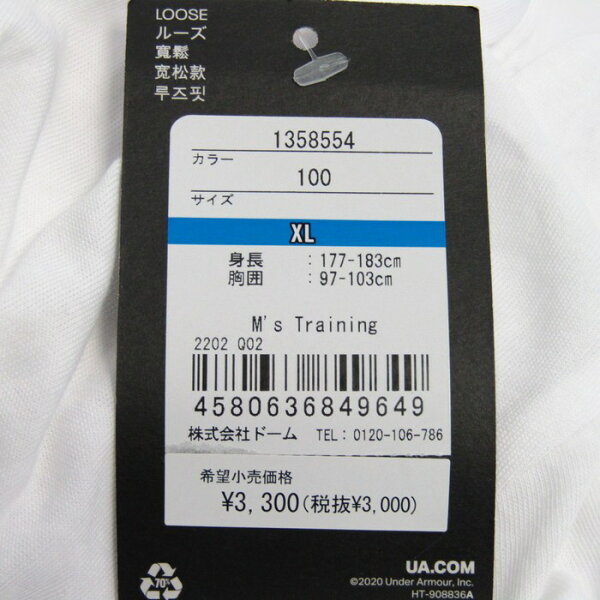 LOOSE
ルーズ
寬鬆
宽松款
루즈핏
1358554
カラー
100
サイズ
XL
身長 : 177-183cm
胸囲 : 97-103cm
M's Training
2202 Q02
4580636849649
株式会社ドーム TEL: 0120-106-786
希望小売価格
¥3,300(税抜¥3,000)
70%
UA.COM
©2020 Under Armour, Inc.
HT-908836A